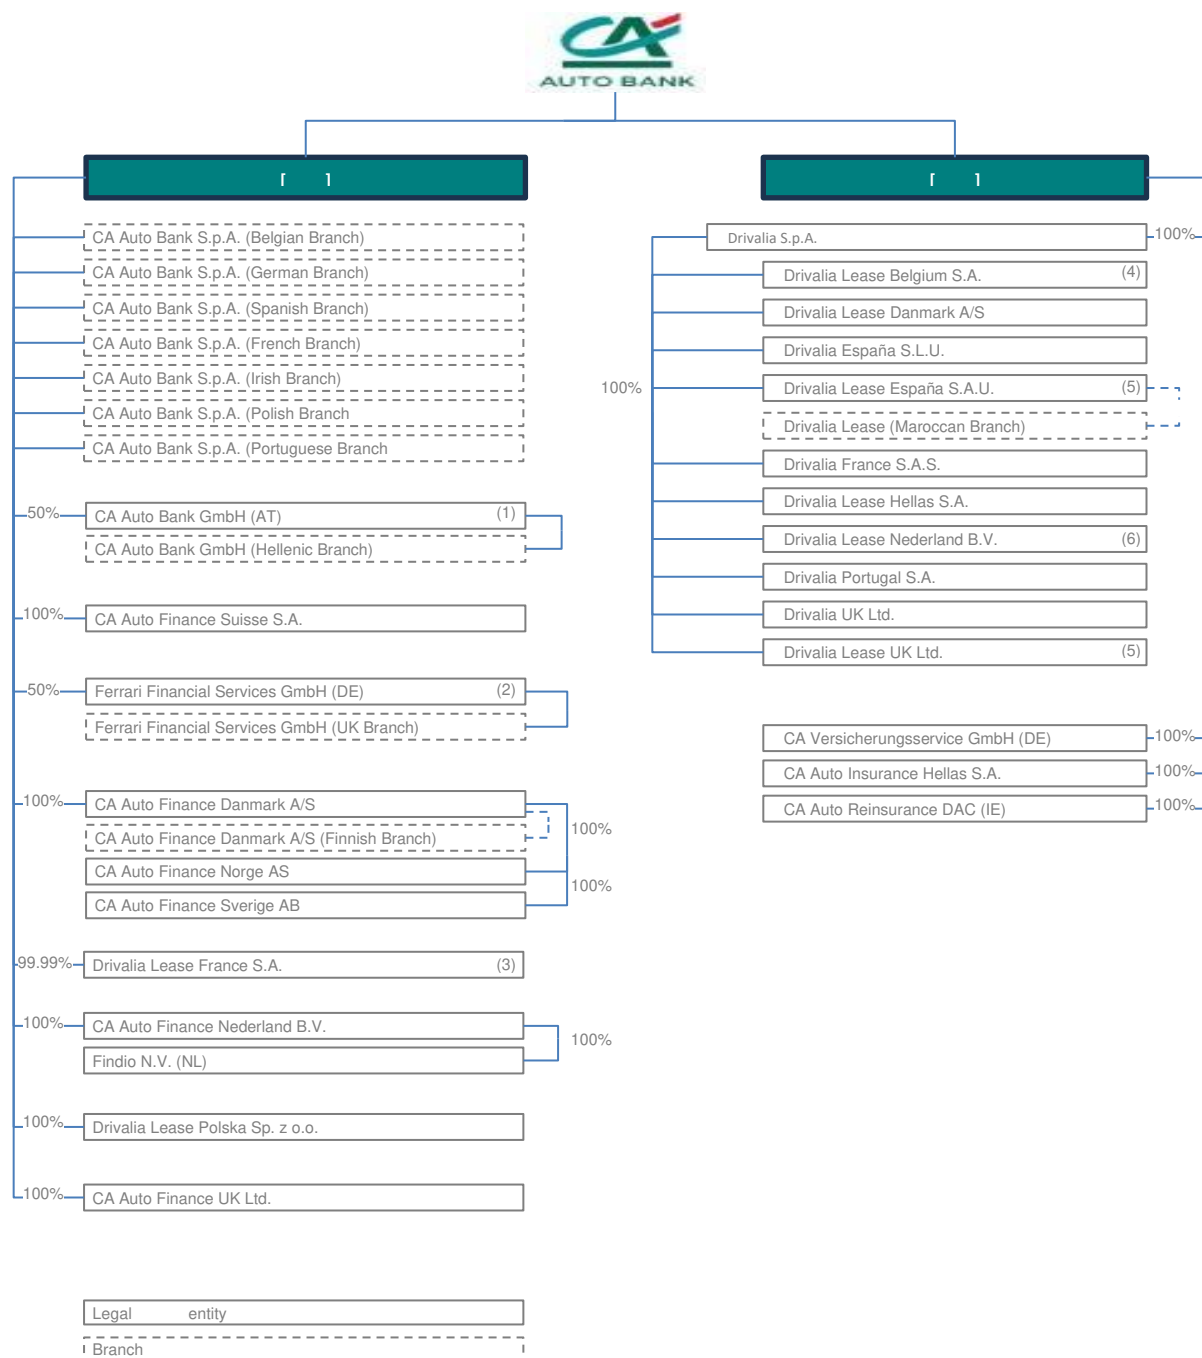 CA
AUTO BANK
CA Auto Bank S.p.A. (Belgian Branch)
CA Auto Bank S.p.A. (German Branch)
CA Auto Bank S.p.A. (Spanish Branch)
CA Auto Bank S.p.A. (French Branch)
CA Auto Bank S.p.A. (Irish Branch)
CA Auto Bank S.p.A. (Polish Branch
CA Auto Bank S.p.A. (Portuguese Branch
50% CA Auto Bank GmbH (AT) (1)
CA Auto Bank GmbH (Hellenic Branch)
100% CA Auto Finance Suisse S.A.
50% Ferrari Financial Services GmbH (DE) (2)
Ferrari Financial Services GmbH (UK Branch)
100% CA Auto Finance Danmark A/S
100%
CA Auto Finance Danmark A/S (Finnish Branch)
CA Auto Finance Norge AS
100%
CA Auto Finance Sverige AB
99.99% Drivalia Lease France S.A. (3)
100% CA Auto Finance Nederland B.V.
100%
Findio N.V. (NL)
100% Drivalia Lease Polska Sp. z o.o.
100% CA Auto Finance UK Ltd.
Legal entity
Branch
Drivalia S.p.A. 100%
Drivalia Lease Belgium S.A. (4)
Drivalia Lease Danmark A/S
Drivalia España S.L.U.
100%
Drivalia Lease España S.A.U. (5)
Drivalia Lease (Maroccan Branch)
Drivalia France S.A.S.
Drivalia Lease Hellas S.A.
Drivalia Lease Nederland B.V. (6)
Drivalia Portugal S.A.
Drivalia UK Ltd.
Drivalia Lease UK Ltd. (5)
CA Versicherungsservice GmbH (DE) 100%
CA Auto Insurance Hellas S.A. 100%
CA Auto Reinsurance DAC (IE) 100%